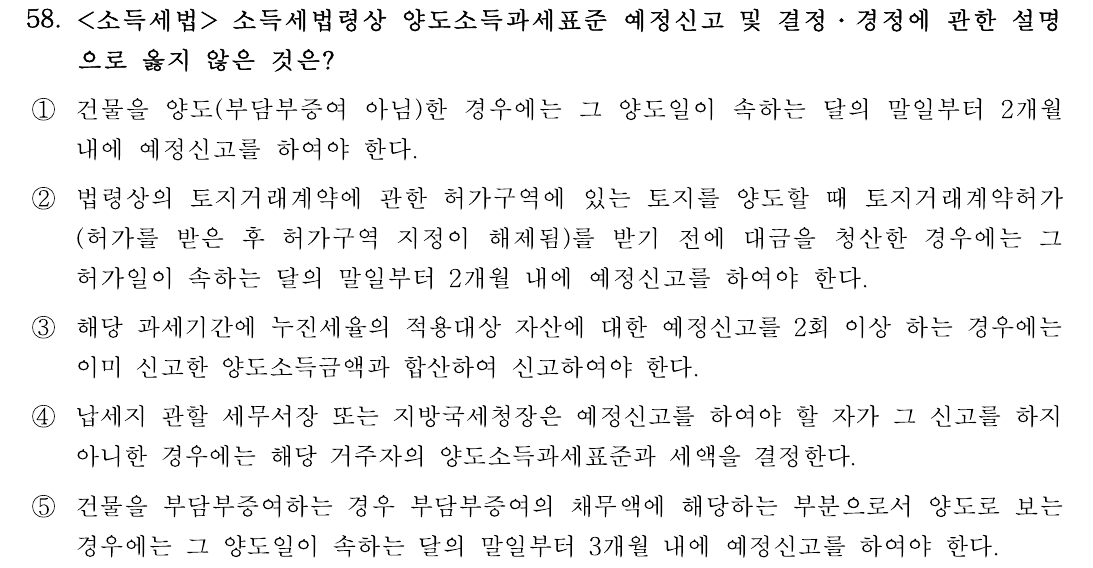 58. <소득세법> 소득세법령상 양도소득과세표준 예정신고 및 결정·경정에 관한 설명
으로 옳지 않은 것은?
① 건물을 양도(부담부증여 아님)한 경우에는 그 양도일이 속하는 달의 말일부터 2개월
내에 예정신고를 하여야 한다.
② 법령상의 토지거래계약에 관한 허가구역에 있는 토지를 양도할 때 토지거래계약허가
(허가를 받은 후 허가구역 지정이 해제됨)를 받기 전에 대금을 청산한 경우에는 그
허가일이 속하는 달의 말일부터 2개월 내에 예정신고를 하여야 한다.
③ 해당 과세기간에 누진세율의 적용대상 자산에 대한 예정신고를 2회 이상 하는 경우에는
이미 신고한 양도소득금액과 합산하여 신고하여야 한다.
④ 납세지 관할 세무서장 또는 지방국세청장은 예정신고를 하여야 할 자가 그 신고를 하지
아니한 경우에는 해당 거주자의 양도소득과세표준과 세액을 결정한다.
⑤ 건물을 부담부증여하는 경우 부담부증여의 채무액에 해당하는 부분으로서 양도로 보는
경우에는 그 양도일이 속하는 달의 말일부터 3개월 내에 예정신고를 하여야 한다.